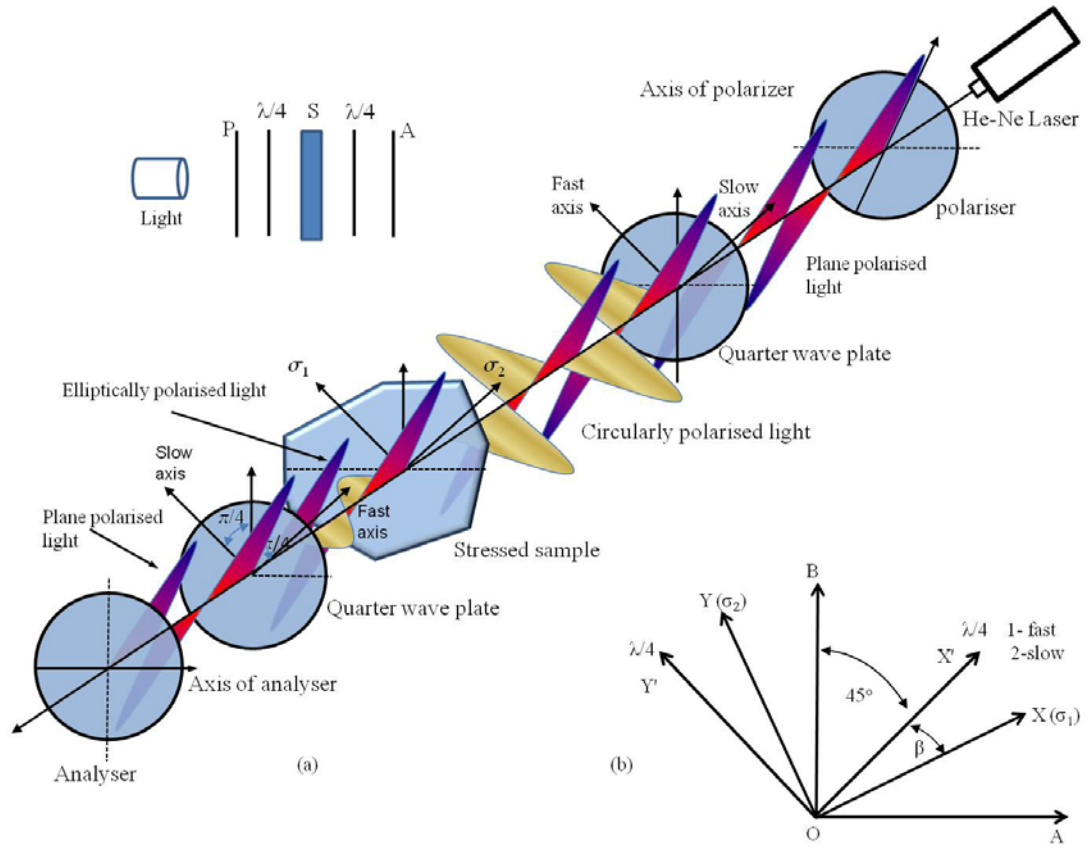 Axis of polarizer
He-Ne Laser
P
λ/4
S
λ/4
A
Light
Fast
axis
Slow
axis
polariser
Plane polarised
light
Quarter wave plate
σ1
σ2
Elliptically polarised light
Circularly polarised light
Slow
axis
π/4
π/4
Fast
axis
Plane polarised
light
Stressed sample
Quarter wave plate
Axis of analyser
Analyser
(a)
(b)
B
Y (σ2)
λ/4
Y'
λ/4
X'
1- fast
2-slow
45º
β
X (σ1)
O
A